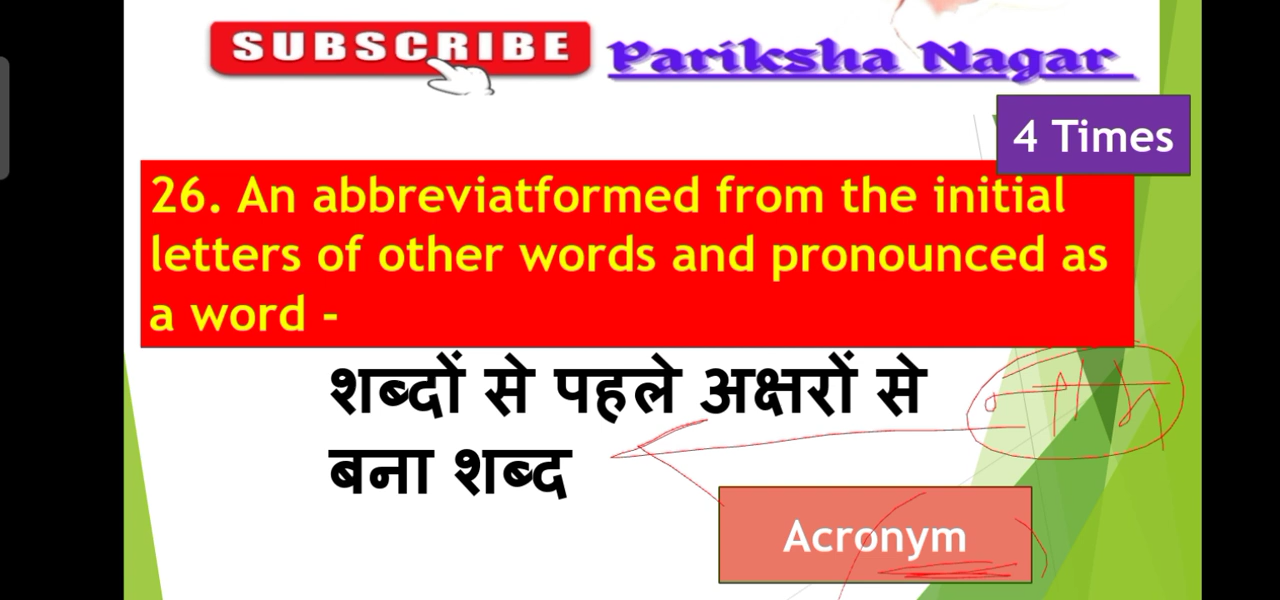 SUBSCRIBE Pariksha Nagar
4 Times
26. An abbreviatformed from the initial
letters of other words and pronounced as
a word -
शब्दों से पहले अक्षरों से
बना शब्द
Acronym